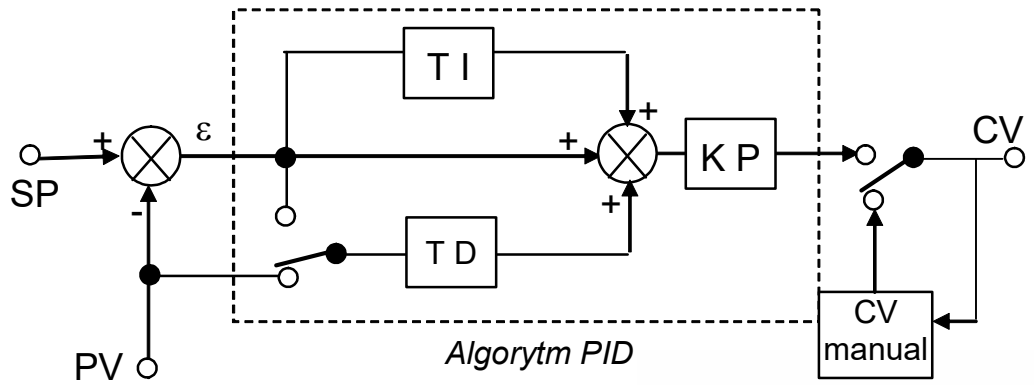 T I
+
+
ε
+
+
K P
CV
SP
-
+
T D
CV
manual
PV
Algorytm PID